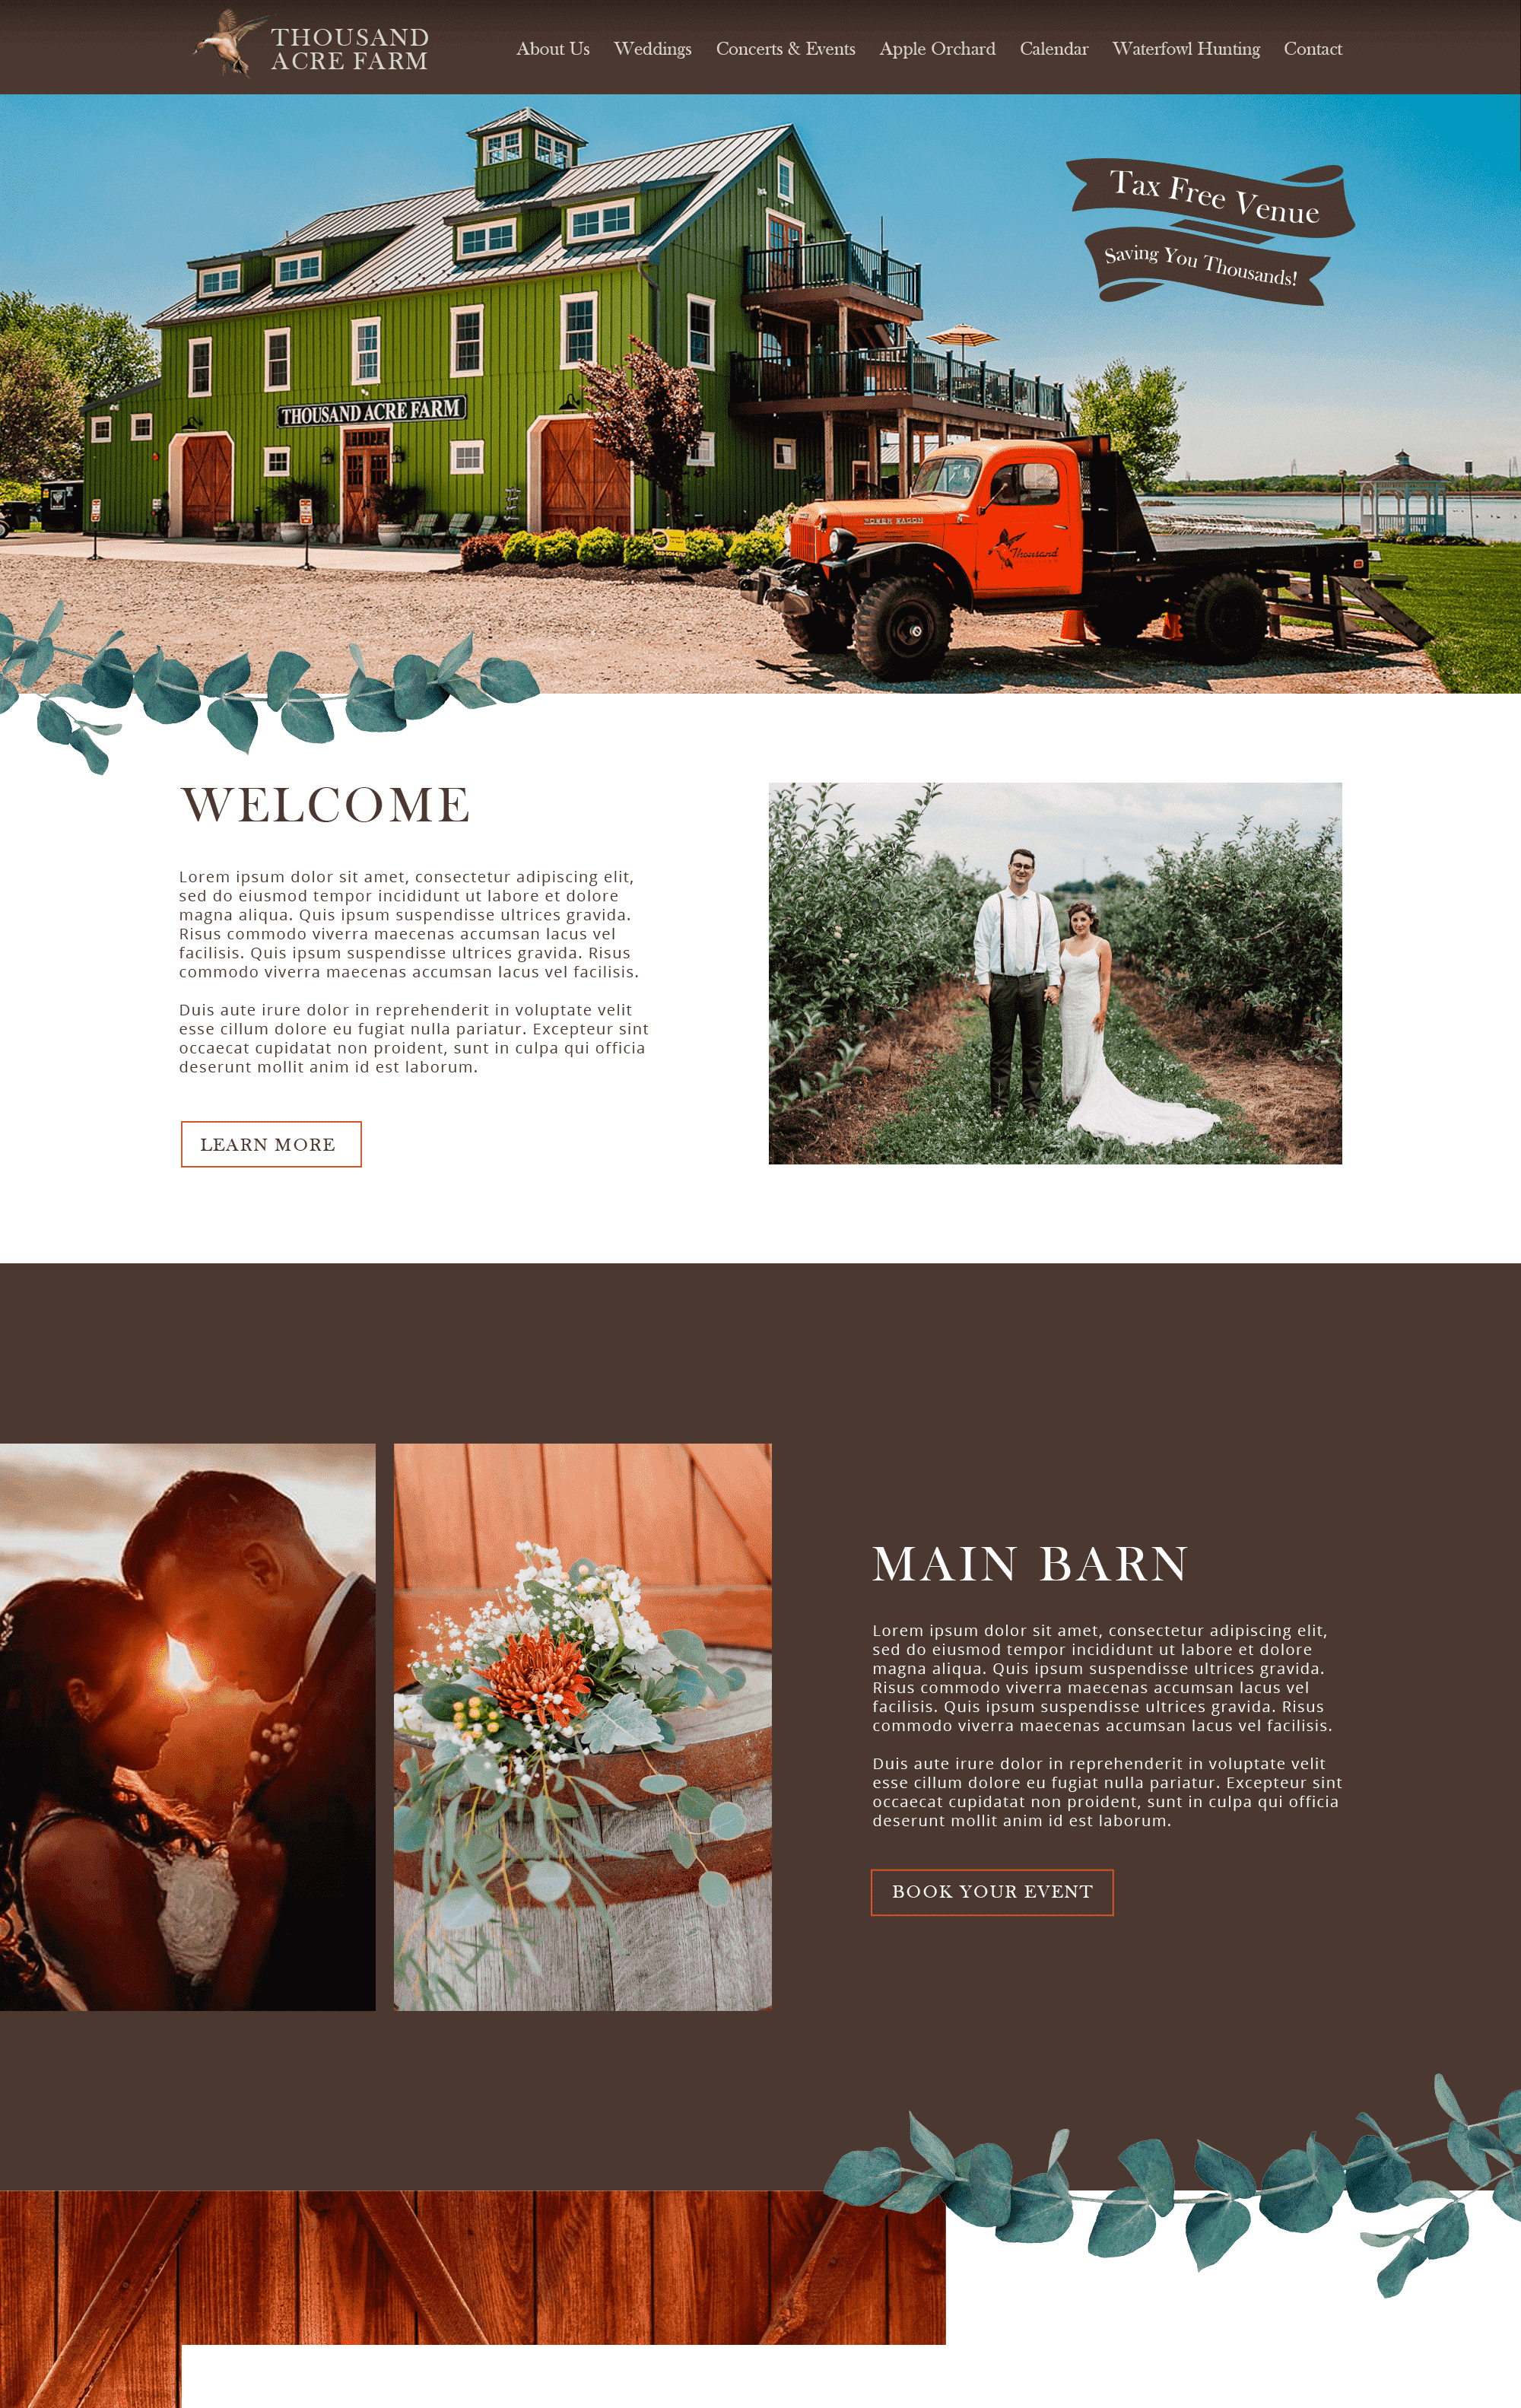 THOUSAND
ACRE FARM
About Us Weddings Concerts & Events Apple Orchard Calendar Waterfowl Hunting Contact
Tax Free Venue
Saving You Thousands!
THOUSAND ACRE FARM
POWER WAGON
Thousand
WELCOME
Lorem ipsum dolor sit amet, consectetur adipiscing elit,
sed do eiusmod tempor incididunt ut labore et dolore
magna aliqua. Quis ipsum suspendisse ultrices gravida.
Risus commodo viverra maecenas accumsan lacus vel
facilisis. Quis ipsum suspendisse ultrices gravida. Risus
commodo viverra maecenas accumsan lacus vel facilisis.
Duis aute irure dolor in reprehenderit in voluptate velit
esse cillum dolore eu fugiat nulla pariatur. Excepteur sint
occaecat cupidatat non proident, sunt in culpa qui officia
deserunt mollit anim id est laborum.
LEARN MORE
MAIN BARN
Lorem ipsum dolor sit amet, consectetur adipiscing elit,
sed do eiusmod tempor incididunt ut labore et dolore
magna aliqua. Quis ipsum suspendisse ultrices gravida.
Risus commodo viverra maecenas accumsan lacus vel
facilisis. Quis ipsum suspendisse ultrices gravida. Risus
commodo viverra maecenas accumsan lacus vel facilisis.
Duis aute irure dolor in reprehenderit in voluptate velit
esse cillum dolore eu fugiat nulla pariatur. Excepteur sint
occaecat cupidatat non proident, sunt in culpa qui officia
deserunt mollit anim id est laborum.
BOOK YOUR EVENT